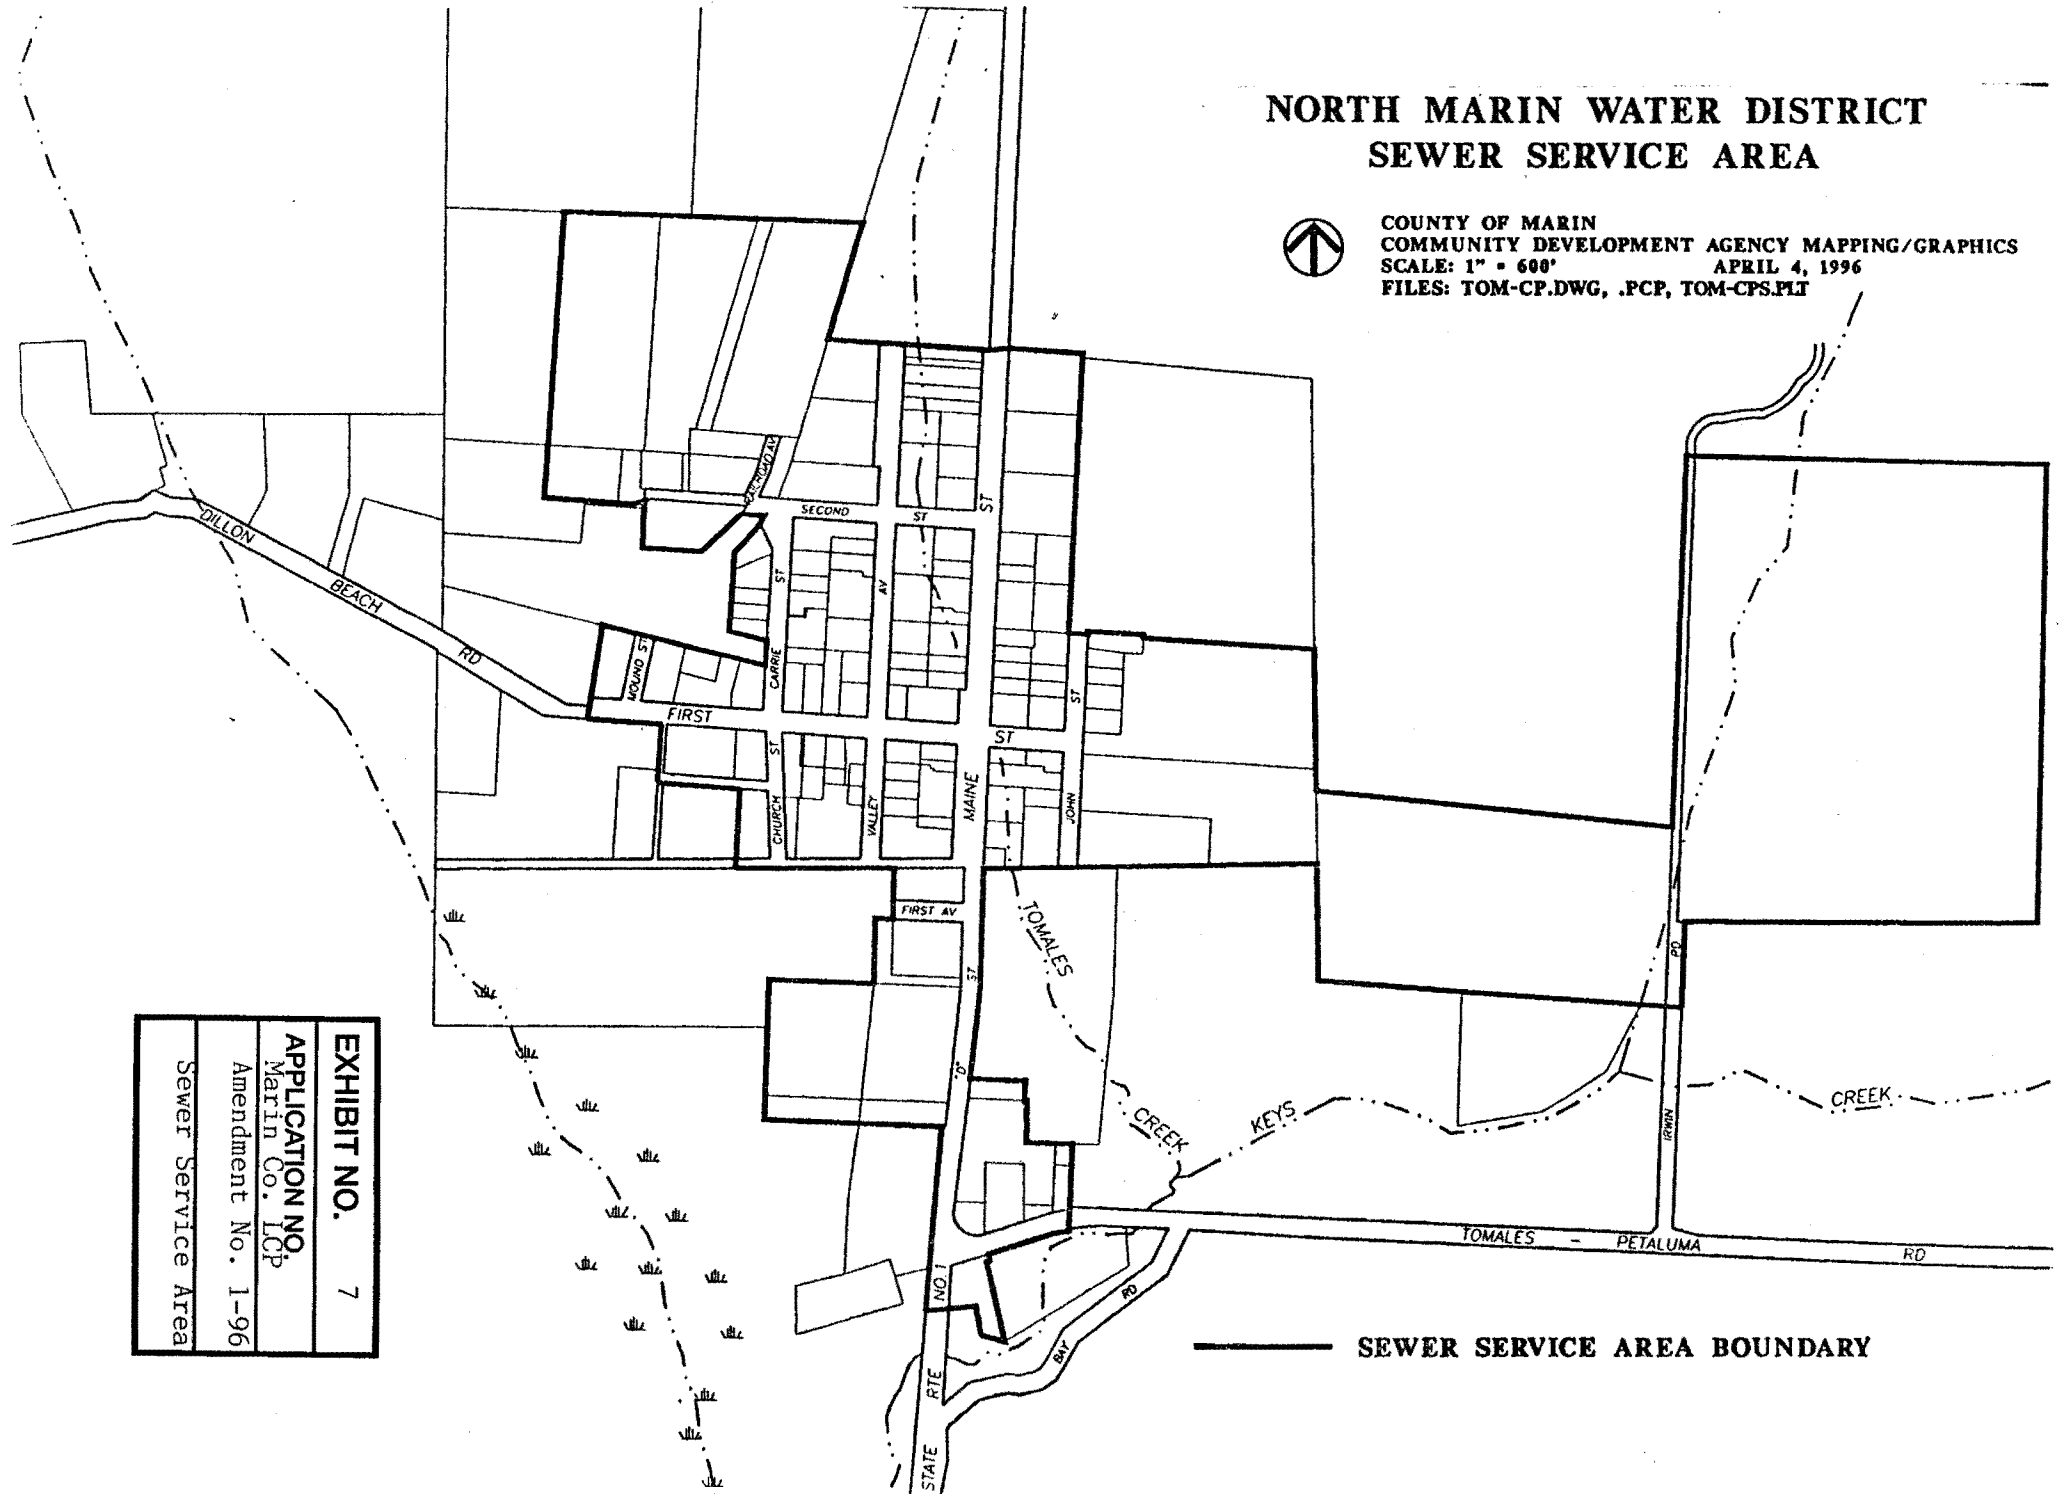 NORTH MARIN WATER DISTRICT
SEWER SERVICE AREA
COUNTY OF MARIN
COMMUNITY DEVELOPMENT AGENCY MAPPING/GRAPHICS
SCALE: 1" = 600' APRIL 4, 1996
FILES: TOM-CP.DWG, .PCP, TOM-CPS.PLT
RAILROAD AV
SECOND ST
ST
DILLON BEACH RD
ST
AV
MOUND ST
CARRIE
FIRST ST
ST
ST
CHURCH
VALLEY
MAINE
JOHN
FIRST AV
ST
TOMALES CREEK
RD
"D"
KEYS CREEK
IRWIN
TOMALES - PETALUMA RD
NO. 1
RTE
STATE
BAY RD
SEWER SERVICE AREA BOUNDARY
EXHIBIT NO. 7
APPLICATION NO.
Marin Co. LCP
Amendment No. 1-96
Sewer Service Area